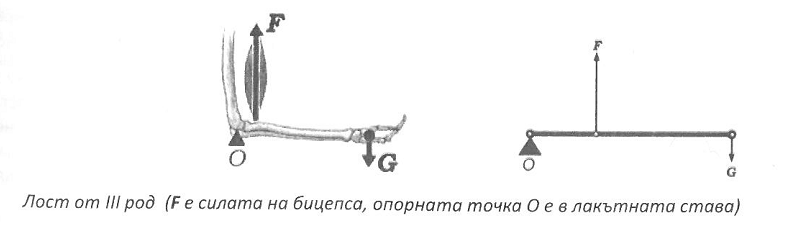 F
F
O
G
O
G
Лост от III род (F е силата на бицепса, опорната точка О е в лакътната става)